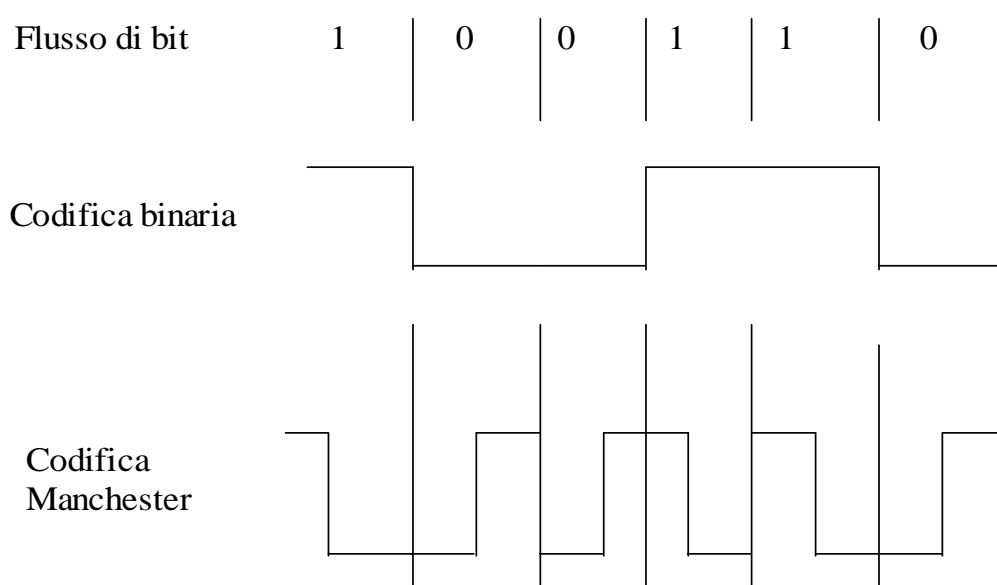 Flusso di bit 1 0 0 1 1 0
Codifica binaria
Codifica
Manchester